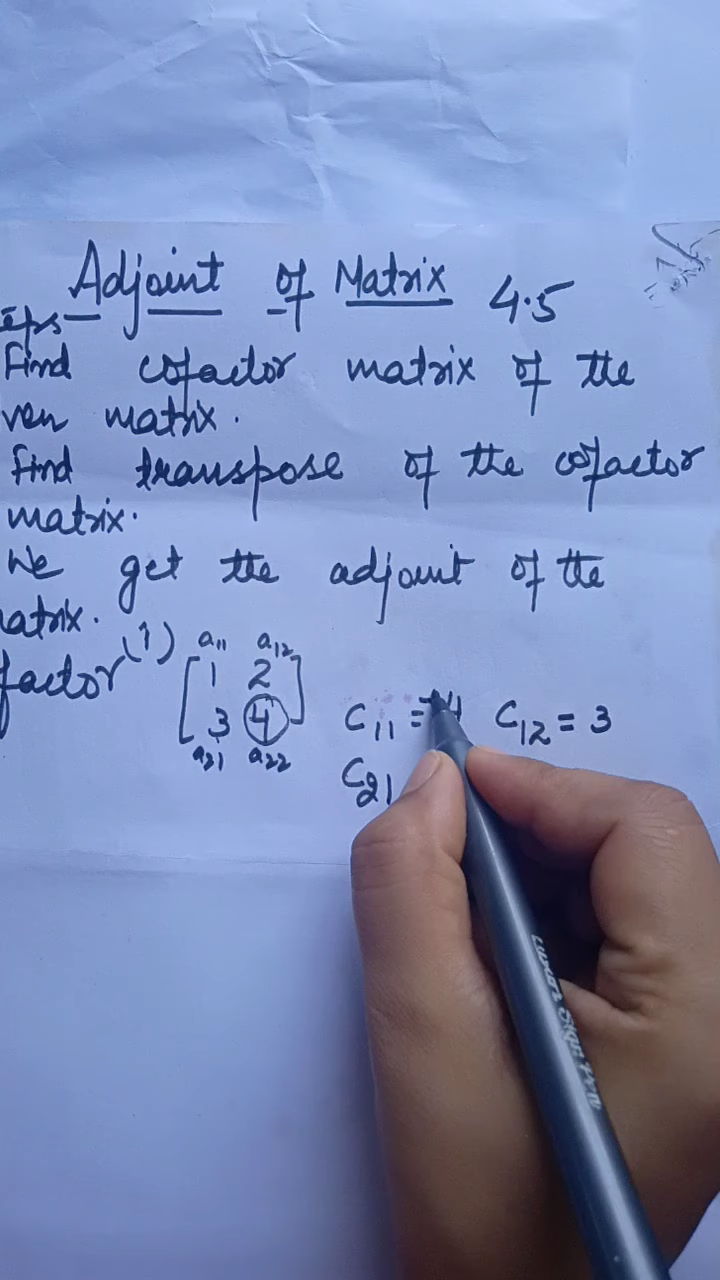 Adjoint of Matrix 4.5
Find cofactor matrix of the
matrix.
Find transpose of the cofactor
matrix.
We get the adjoint of the
atrix.
factor (1) a11 a12
1 2
3 4 C11 = C12 = 3
a21 a22 C21